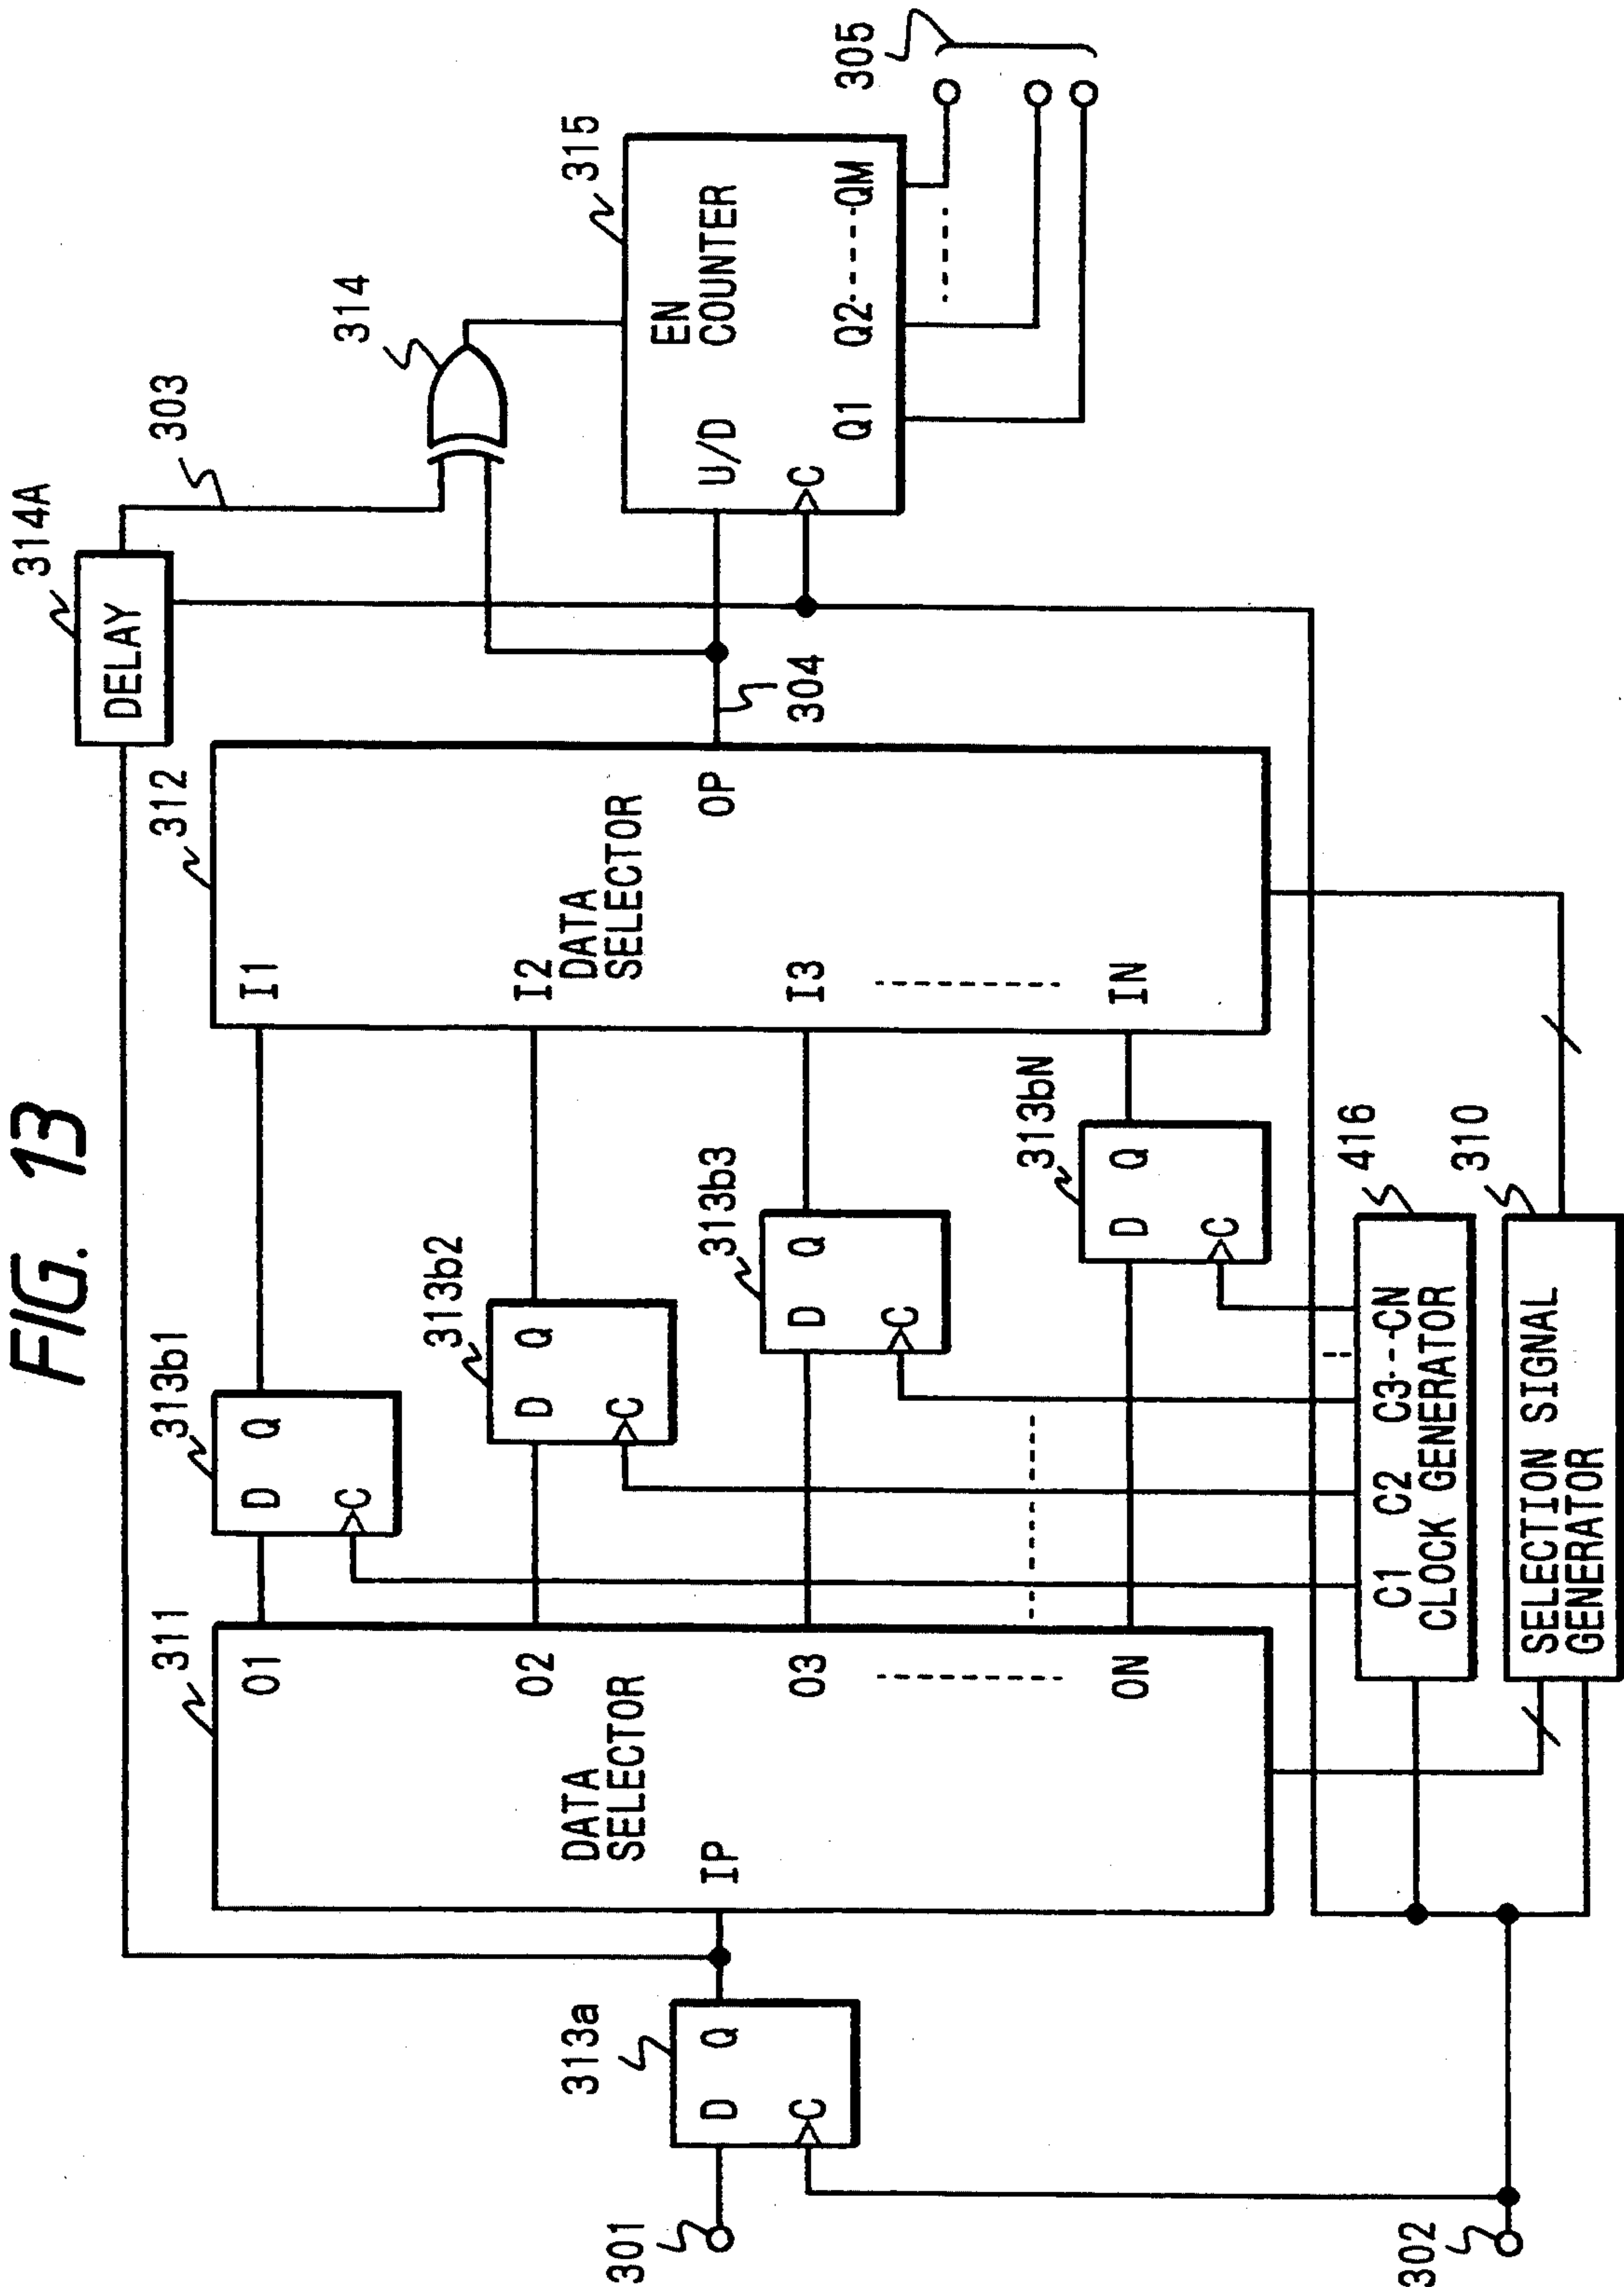 FIG. 13
301
302
313a
D Q
C
311
IP
DATA
SELECTOR
O1
O2
O3
ON
313b1
D Q
C
313b2
D Q
C
313b3
D Q
C
313bN
D Q
C
C1 C2 C3--CN
CLOCK GENERATOR
416
SELECTION SIGNAL
GENERATOR
310
312
I1
I2
I3
IN
DATA
SELECTOR
OP
304
314A
DELAY
303
314
315
EN
COUNTER
U/D
C
Q1 Q2-----QM
305